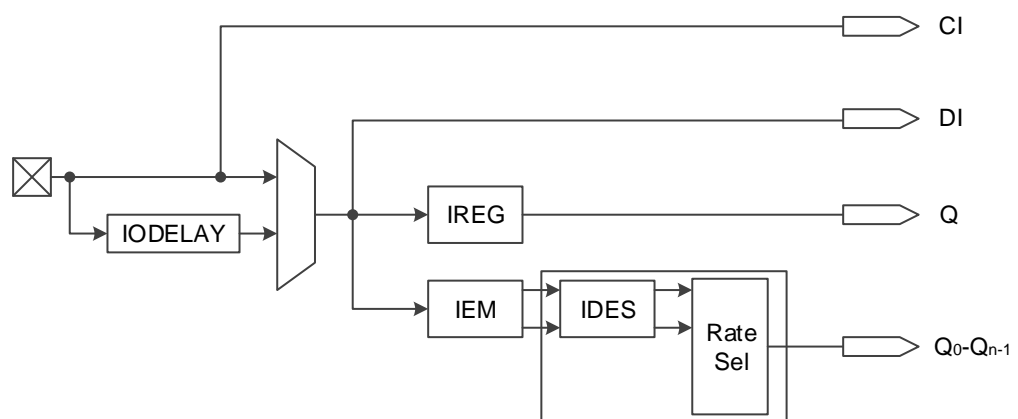 CI
DI
IREG
Q
IODELAY
IEM
IDES
Rate
Sel
Q0-Qn-1